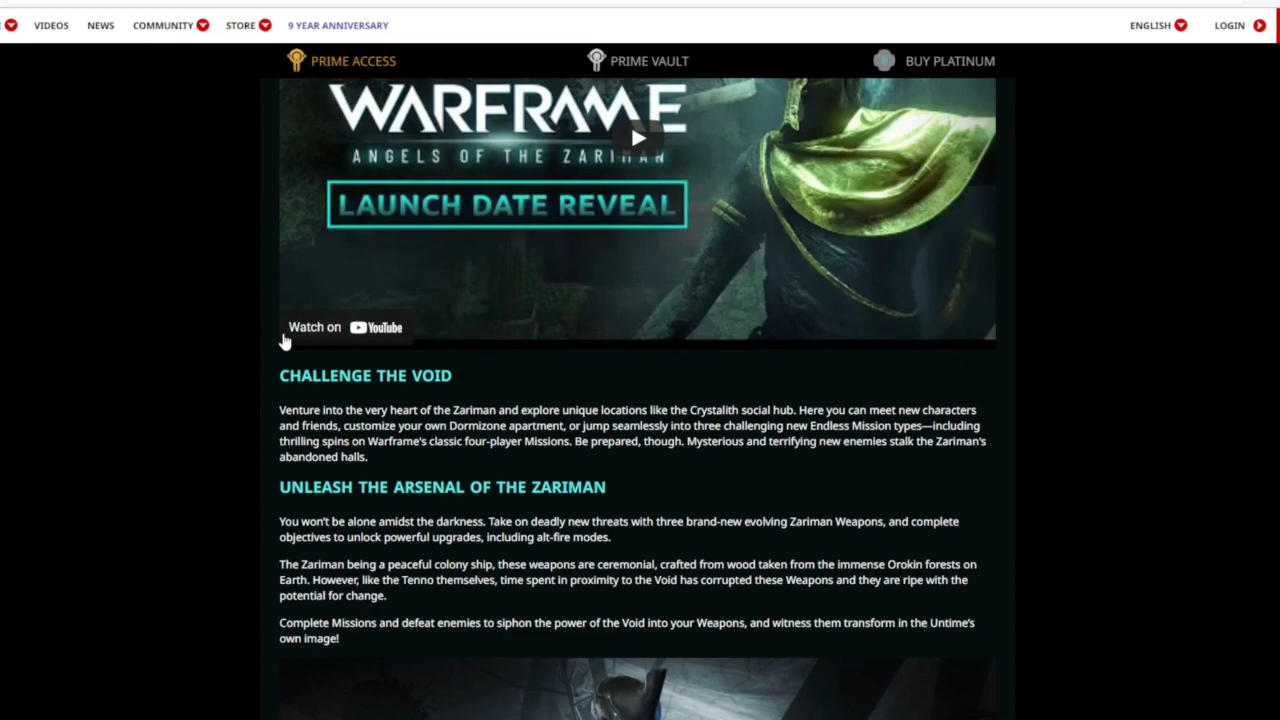 VIDEOS NEWS COMMUNITY STORE 9 YEAR ANNIVERSARY ENGLISH LOGIN
PRIME ACCESS PRIME VAULT BUY PLATINUM
WARFRAME
ANGELS OF THE ZARIMAN
LAUNCH DATE REVEAL
Watch on YouTube
CHALLENGE THE VOID
Venture into the very heart of the Zariman and explore unique locations like the Crystalith social hub. Here you can meet new characters
and friends, customize your own Dormizone apartment, or jump seamlessly into three challenging new Endless Mission types—including
thrilling spins on Warframe's classic four-player Missions. Be prepared, though. Mysterious and terrifying new enemies stalk the Zariman's
abandoned halls.
UNLEASH THE ARSENAL OF THE ZARIMAN
You won't be alone amidst the darkness. Take on deadly new threats with three brand-new evolving Zariman Weapons, and complete
objectives to unlock powerful upgrades, including alt-fire modes.
The Zariman being a peaceful colony ship, these weapons are ceremonial, crafted from wood taken from the immense Orokin forests on
Earth. However, like the Tenno themselves, time spent in proximity to the Void has corrupted these Weapons and they are ripe with the
potential for change.
Complete Missions and defeat enemies to siphon the power of the Void into your Weapons, and witness them transform in the Untime's
own image!